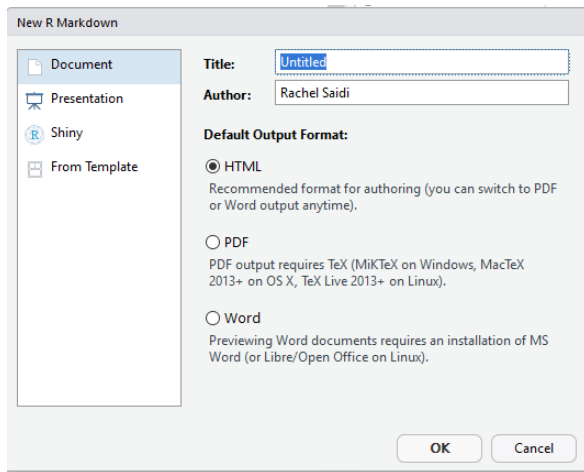 New R Markdown
Document
Presentation
R Shiny
From Template
Title: Untitled
Author: Rachel Saidi
Default Output Format:
HTML
Recommended format for authoring (you can switch to PDF
or Word output anytime).
PDF
PDF output requires TeX (MiKTeX on Windows, MacTeX
2013+ on OS X, TeX Live 2013+ on Linux).
Word
Previewing Word documents requires an installation of MS
Word (or Libre/Open Office on Linux).
OK Cancel